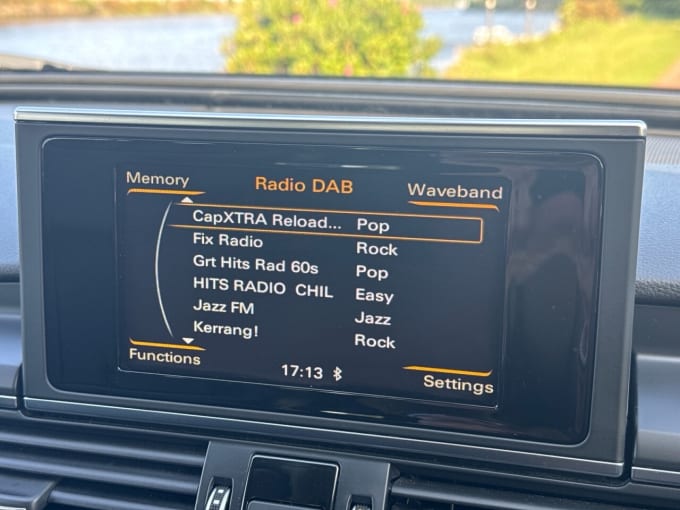 Memory
Radio DAB
Waveband
CapXTRA Reload... Pop
Fix Radio Rock
Grt Hits Rad 60s Pop
HITS RADIO CHIL Easy
Jazz FM Jazz
Kerrang! Rock
Functions
17:13
Settings